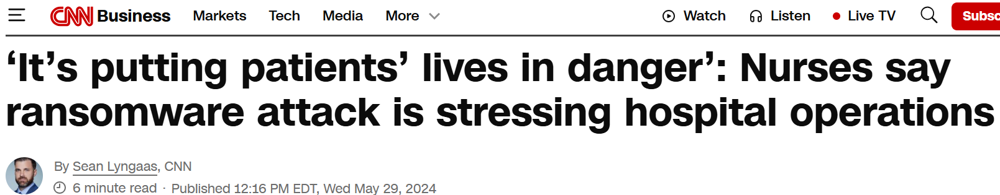 CNN Business Markets Tech Media More Watch Listen Live TV Subsc
‘It’s putting patients’ lives in danger’: Nurses say
ransomware attack is stressing hospital operations
By Sean Lyngaas, CNN
6 minute read · Published 12:16 PM EDT, Wed May 29, 2024